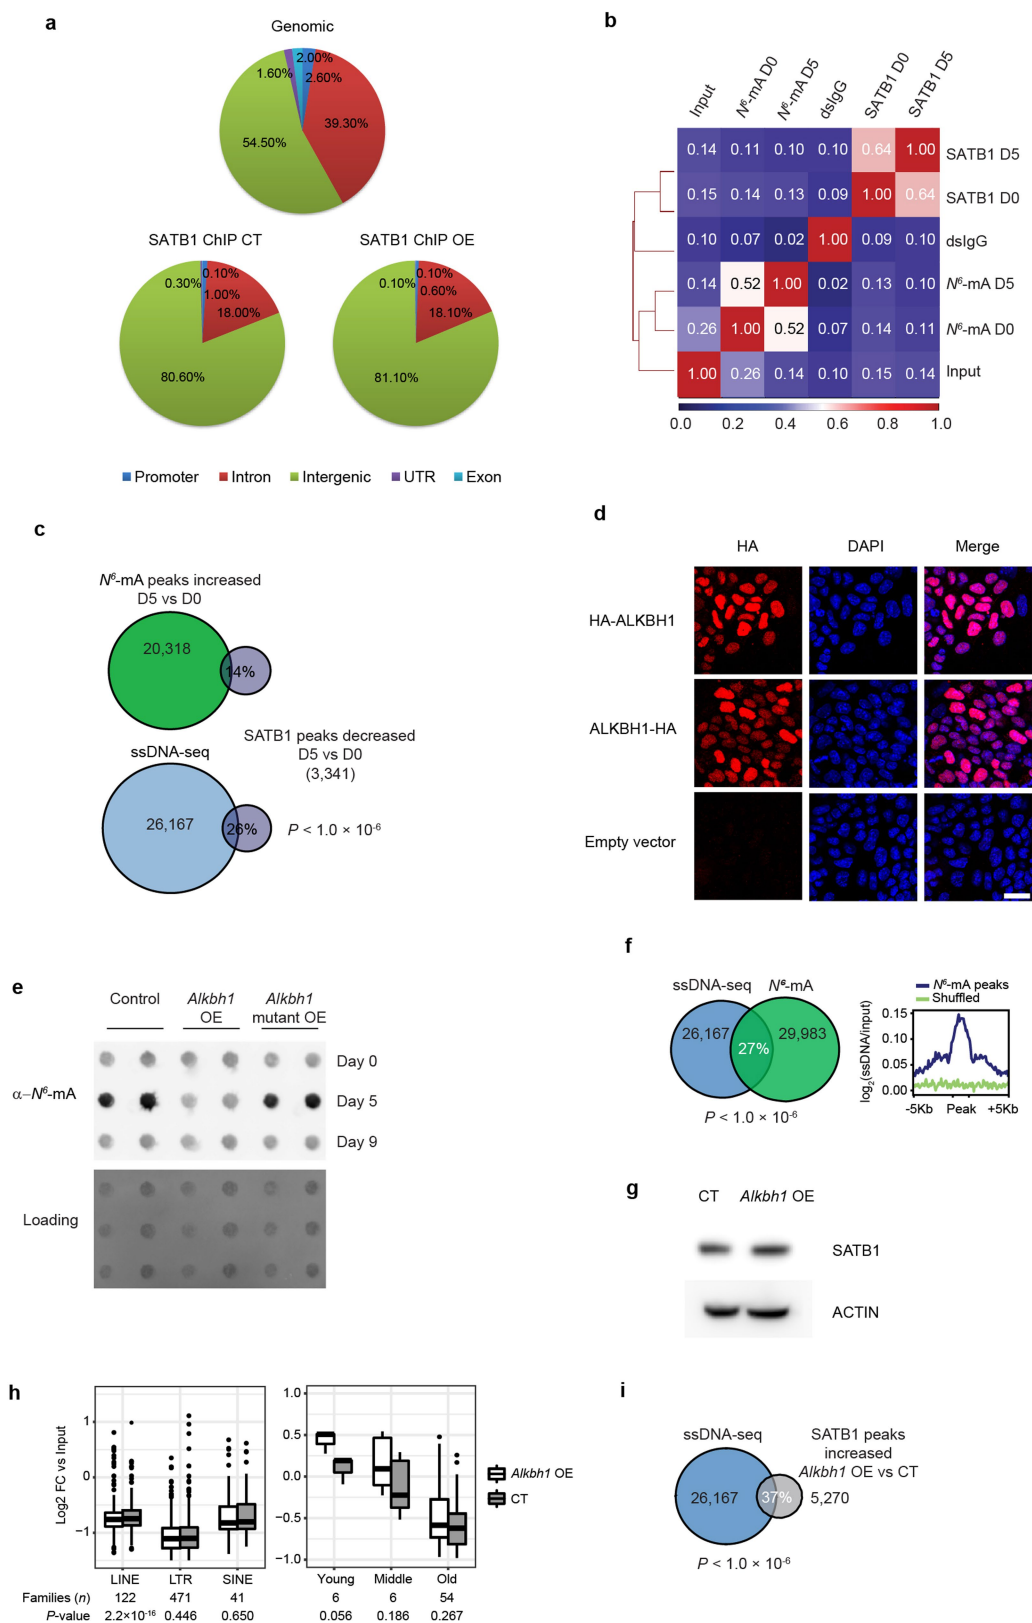 a
Genomic
2.00%
1.60%
2.60%
39.30%
54.50%
SATB1 ChIP CT
SATB1 ChIP OE
0.10%
0.30%
1.00%
18.00%
80.60%
0.10%
0.10%
0.60%
18.10%
81.10%
Promoter Intron Intergenic UTR Exon
b
Input N⁶-mA D0 N⁶-mA D5 dsIgG SATB1 D0 SATB1 D5
0.14 0.11 0.10 0.10 0.64 1.00 SATB1 D5
0.15 0.14 0.13 0.09 1.00 0.64 SATB1 D0
0.10 0.07 0.02 1.00 0.09 0.10 dsIgG
0.14 0.52 1.00 0.02 0.13 0.10 N⁶-mA D5
0.26 1.00 0.52 0.07 0.14 0.11 N⁶-mA D0
1.00 0.26 0.14 0.10 0.15 0.14 Input
0.0 0.2 0.4 0.6 0.8 1.0
c
N⁶-mA peaks increased
D5 vs D0
20,318
14%
SATB1 peaks decreased
D5 vs D0
(3,341)
ssDNA-seq
26,167
26%
P < 1.0 × 10⁻⁶
d
HA DAPI Merge
HA-ALKBH1
ALKBH1-HA
Empty vector
e
Control Alkbh1 OE Alkbh1 mutant OE
α–N⁶-mA
Day 0
Day 5
Day 9
Loading
f
ssDNA-seq N⁶-mA
26,167 27% 29,983
P < 1.0 × 10⁻⁶
N⁶-mA peaks
Shuffled
log₂(ssDNA/input)
0.15
0.10
0.05
0.00
-5Kb Peak +5Kb
g
CT Alkbh1 OE
SATB1
ACTIN
h
Log2 FC vs Input
1
0
−1
LINE LTR SINE
1.0
0.5
0.0
−0.5
−1.0
Young Middle Old
Alkbh1 OE
CT
Families (n) 122 471 41 6 6 54
P-value 2.2×10⁻¹⁶ 0.446 0.650 0.056 0.186 0.267
i
ssDNA-seq
SATB1 peaks
increased
Alkbh1 OE vs CT
26,167 37% 5,270
P < 1.0 × 10⁻⁶